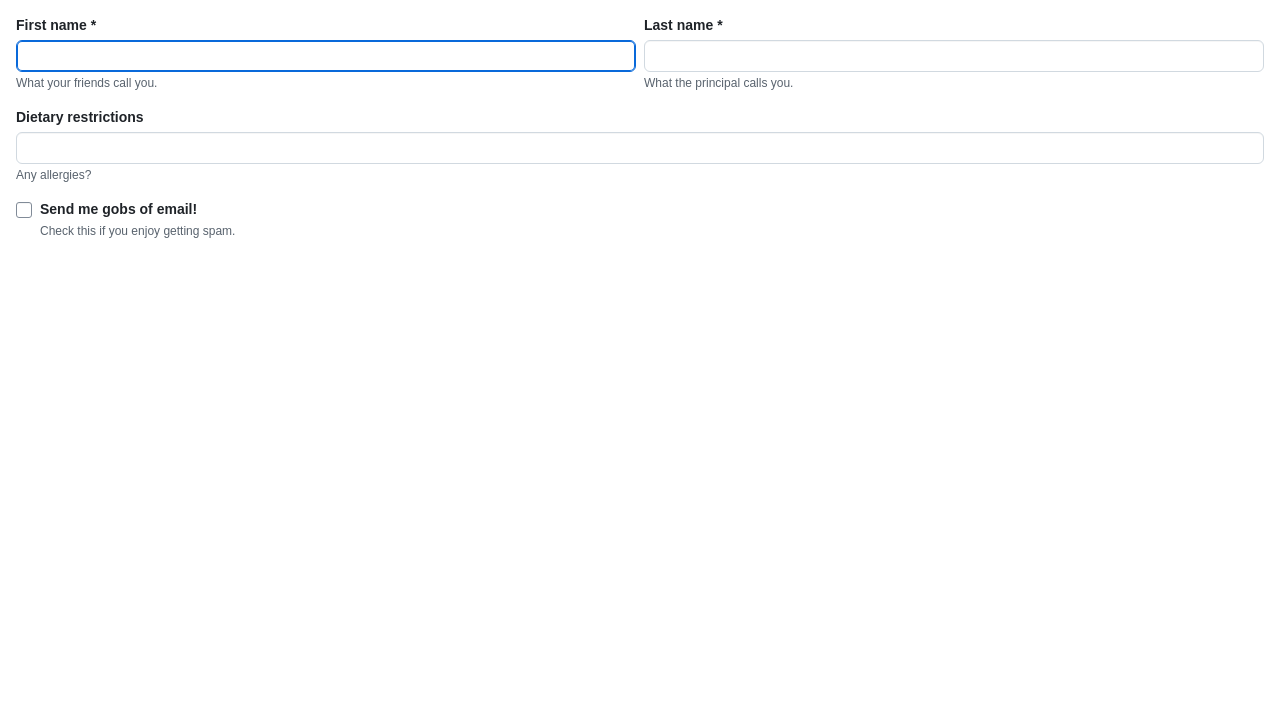 First name *
Last name *
What your friends call you.
What the principal calls you.
Dietary restrictions
Any allergies?
Send me gobs of email!
Check this if you enjoy getting spam.